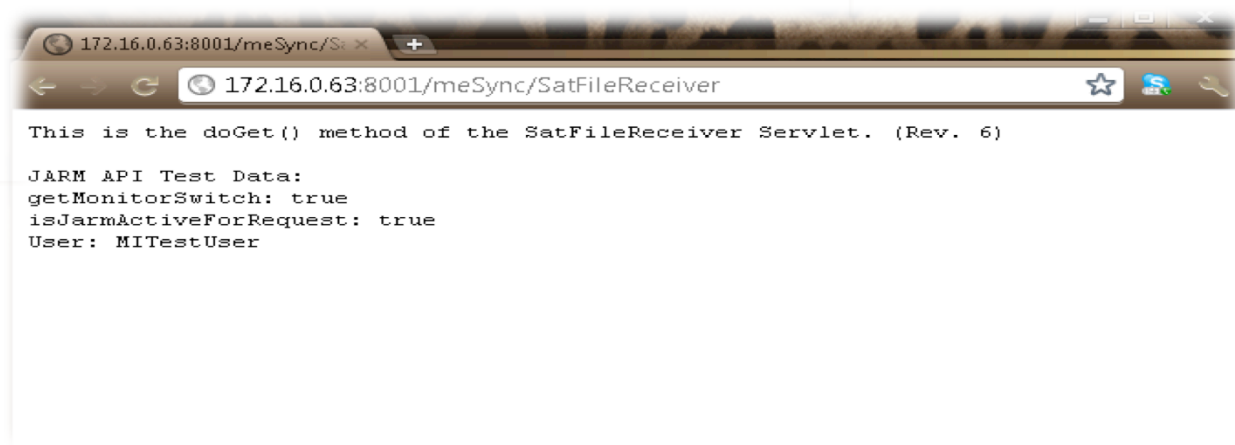 172.16.0.63:8001/meSync/Sa
172.16.0.63:8001/meSync/SatFileReceiver
This is the doGet() method of the SatFileReceiver Servlet. (Rev. 6)
JARM API Test Data:
getMonitorSwitch: true
isJarmActiveForRequest: true
User: MITestUser